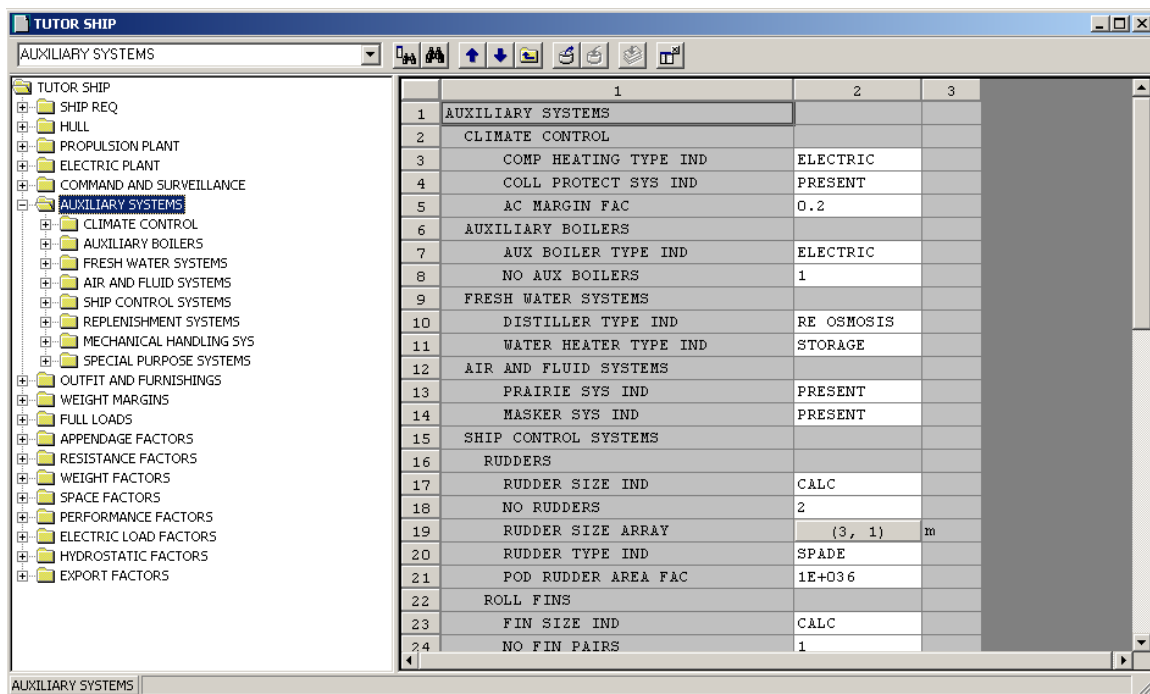 TUTOR SHIP
AUXILIARY SYSTEMS
TUTOR SHIP
SHIP REQ
HULL
PROPULSION PLANT
ELECTRIC PLANT
COMMAND AND SURVEILLANCE
AUXILIARY SYSTEMS
CLIMATE CONTROL
AUXILIARY BOILERS
FRESH WATER SYSTEMS
AIR AND FLUID SYSTEMS
SHIP CONTROL SYSTEMS
REPLENISHMENT SYSTEMS
MECHANICAL HANDLING SYS
SPECIAL PURPOSE SYSTEMS
OUTFIT AND FURNISHINGS
WEIGHT MARGINS
FULL LOADS
APPENDAGE FACTORS
RESISTANCE FACTORS
WEIGHT FACTORS
SPACE FACTORS
PERFORMANCE FACTORS
ELECTRIC LOAD FACTORS
HYDROSTATIC FACTORS
EXPORT FACTORS
1 2 3
1 AUXILIARY SYSTEMS
2 CLIMATE CONTROL
3 COMP HEATING TYPE IND ELECTRIC
4 COLL PROTECT SYS IND PRESENT
5 AC MARGIN FAC 0.2
6 AUXILIARY BOILERS
7 AUX BOILER TYPE IND ELECTRIC
8 NO AUX BOILERS 1
9 FRESH WATER SYSTEMS
10 DISTILLER TYPE IND RE OSMOSIS
11 WATER HEATER TYPE IND STORAGE
12 AIR AND FLUID SYSTEMS
13 PRAIRIE SYS IND PRESENT
14 MASKER SYS IND PRESENT
15 SHIP CONTROL SYSTEMS
16 RUDDERS
17 RUDDER SIZE IND CALC
18 NO RUDDERS 2
19 RUDDER SIZE ARRAY (3, 1) m
20 RUDDER TYPE IND SPADE
21 POD RUDDER AREA FAC 1E+036
22 ROLL FINS
23 FIN SIZE IND CALC
24 NO FIN PAIRS 1
AUXILIARY SYSTEMS